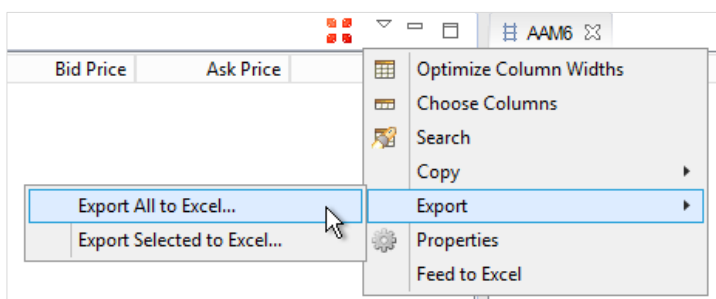 AAM6
Bid Price
Ask Price
Optimize Column Widths
Choose Columns
Search
Copy
Export
Export All to Excel...
Export Selected to Excel...
Properties
Feed to Excel